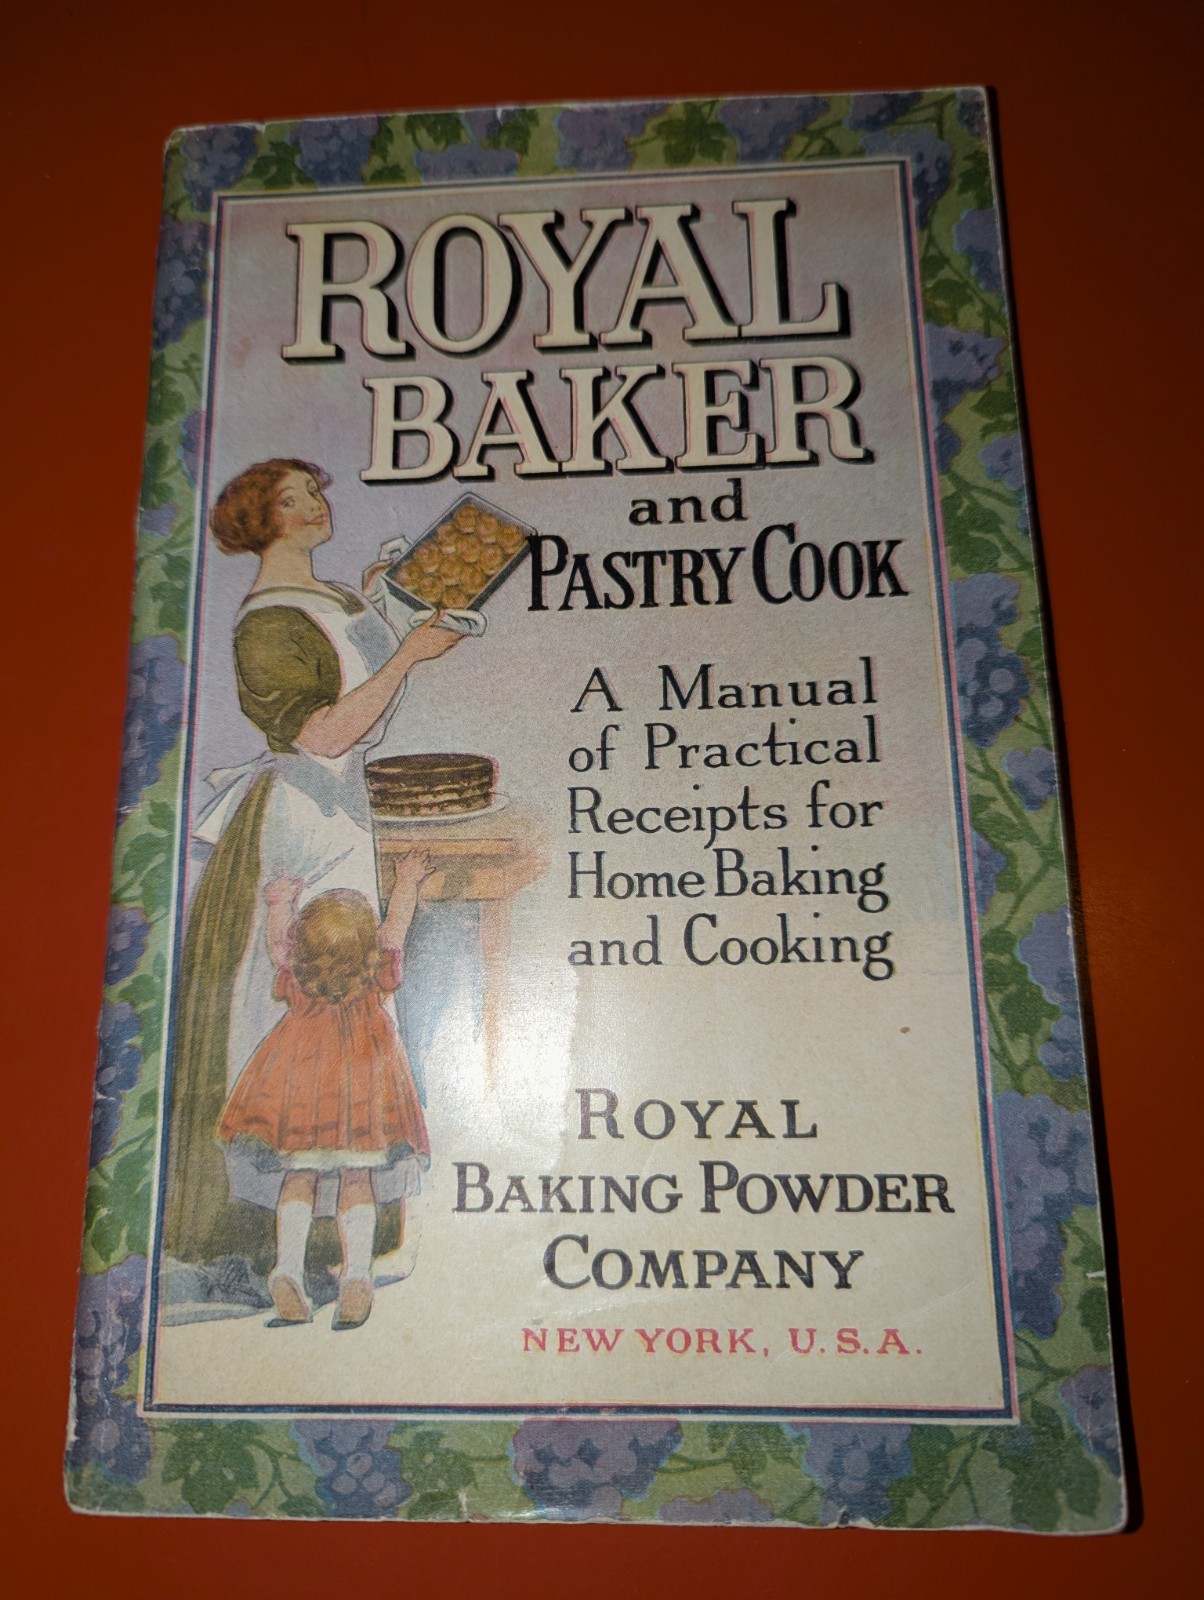 ROYAL
BAKER
and
PASTRY COOK
A Manual
of Practical
Receipts for
Home Baking
and Cooking
ROYAL
BAKING POWDER
COMPANY
NEW YORK, U.S.A.